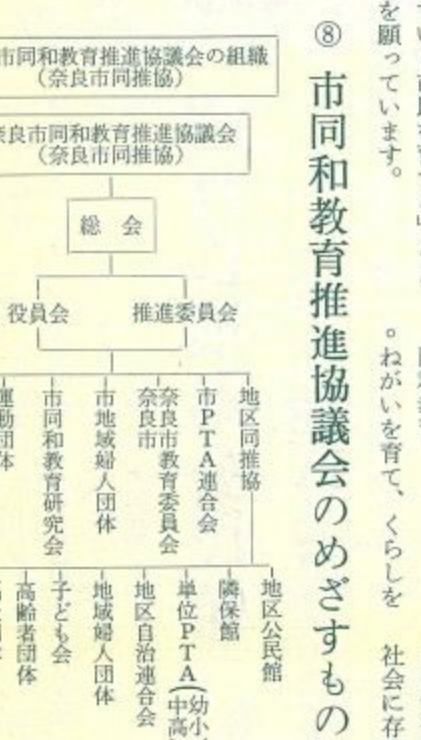 を願っています。
。ねがいを育て、くらしを
社会に存
⑧ 市同和教育推進協議会のめざすもの
市同和教育推進協議会の組織
(奈良市同推協)
奈良市同和教育推進協議会
(奈良市同推協)
総 会
役員会
推進委員会
地区同推協
市PTA連合会
奈良市教育委員会
奈良市
市地域婦人団体
市同和教育研究会
運動団体
地区公民館
隣保館
単位PTA(幼小
中高
地区自治連合会
地域婦人団体
子ども会
高齢者団体